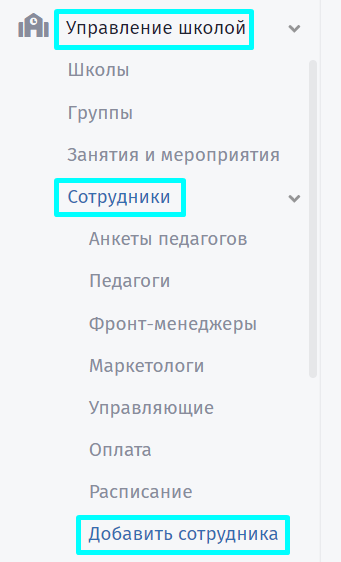 Управление школой
Школы
Группы
Занятия и мероприятия
Сотрудники
Анкеты педагогов
Педагоги
Фронт-менеджеры
Маркетологи
Управляющие
Оплата
Расписание
Добавить сотрудника